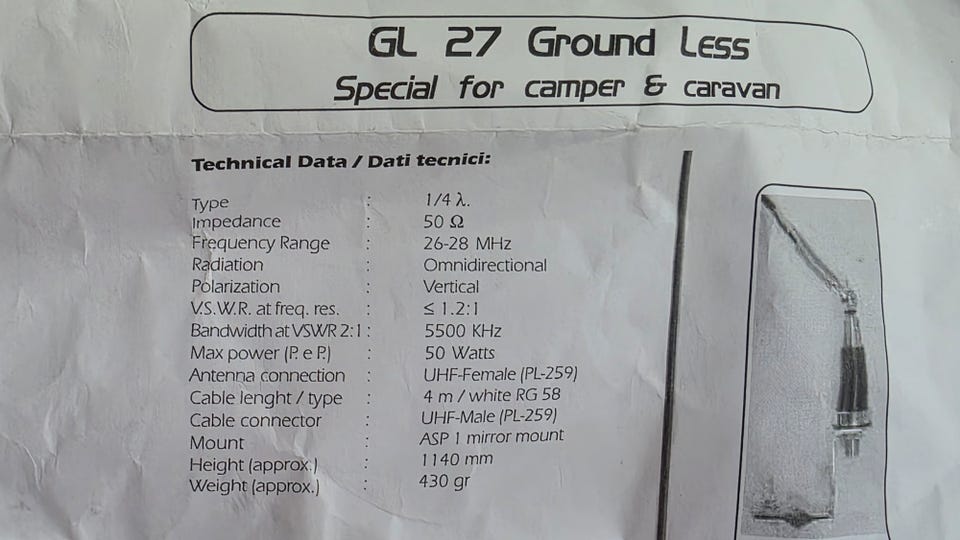 GL 27 Ground Less
Special for camper & caravan
Technical Data / Dati tecnici:
Type : 1/4 λ.
Impedance : 50 Ω
Frequency Range : 26-28 MHz
Radiation : Omnidirectional
Polarization : Vertical
V.S.W.R. at freq. res. : ≤ 1.2:1
Bandwidth at VSWR 2:1 : 5500 KHz
Max power (P. e P.) : 50 Watts
Antenna connection : UHF-Female (PL-259)
Cable lenght / type : 4 m / white RG 58
Cable connector : UHF-Male (PL-259)
Mount : ASP 1 mirror mount
Height (approx.) : 1140 mm
Weight (approx.) : 430 gr